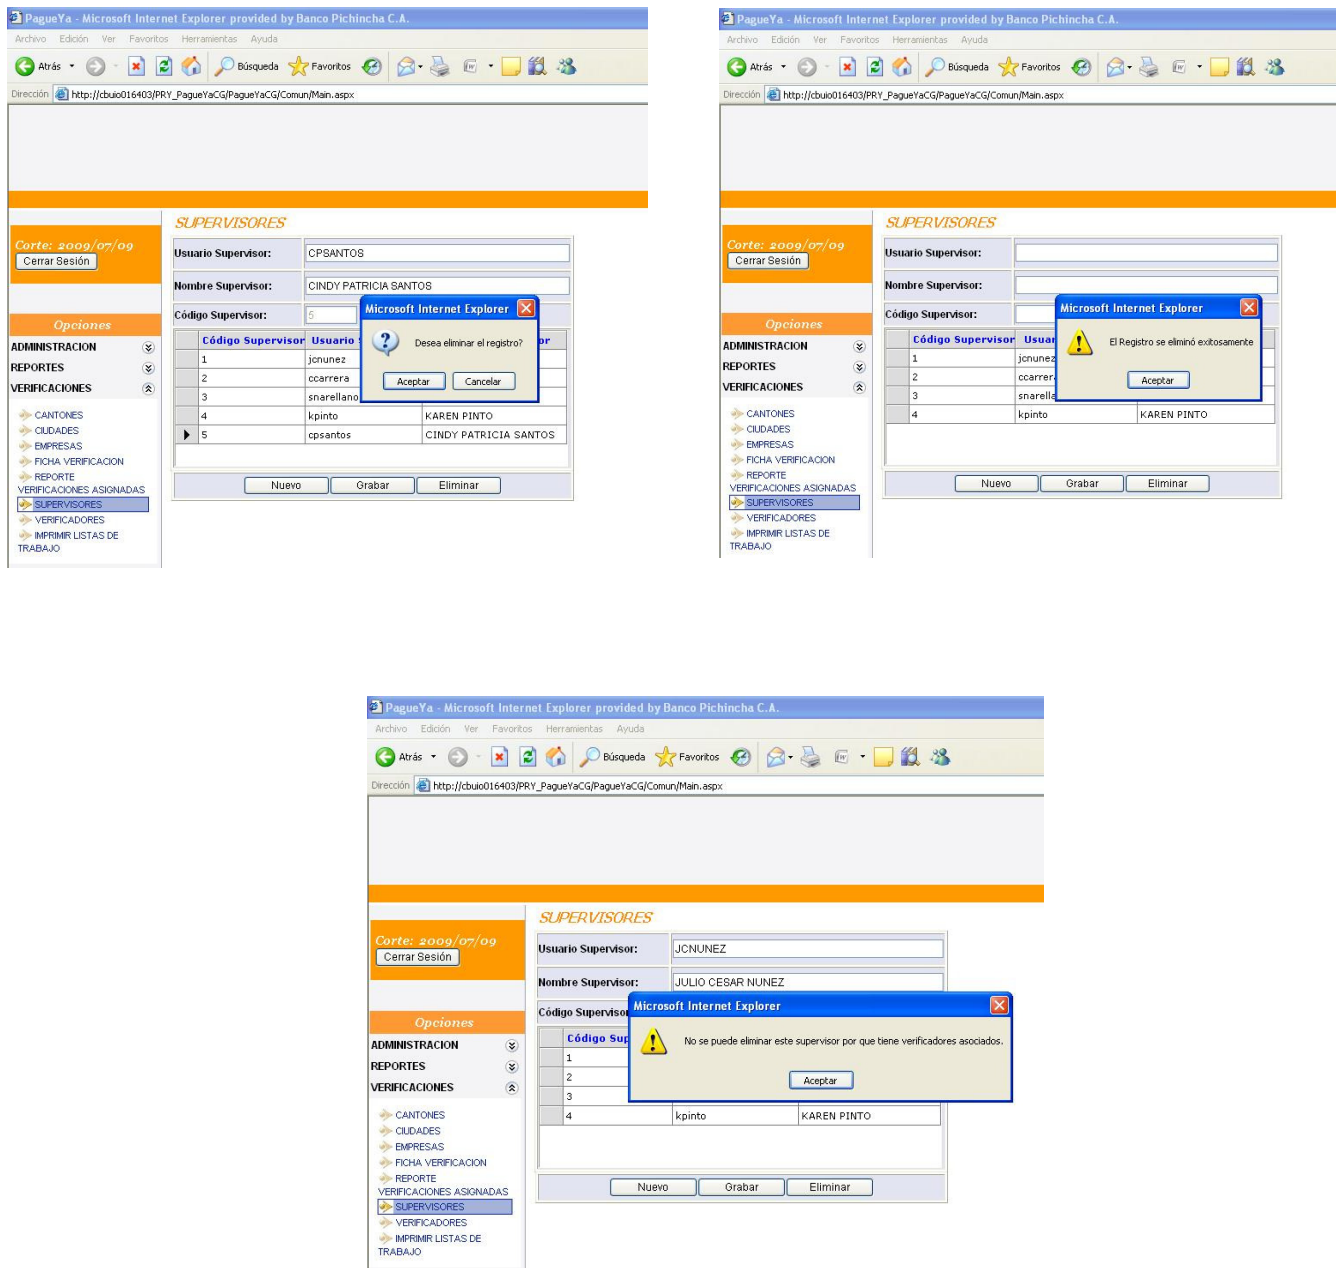 PagueYa - Microsoft Internet Explorer provided by Banco Pichincha C.A.
Archivo Edición Ver Favoritos Herramientas Ayuda
Atrás Búsqueda Favoritos
Dirección http://cbuio016403/PRY_PagueYaCG/PagueYaCG/Comun/Main.aspx
SUPERVISORES
Corte: 2009/07/09
Cerrar Sesión
Usuario Supervisor: CPSANTOS
Nombre Supervisor: CINDY PATRICIA SANTOS
Código Supervisor: 5
Microsoft Internet Explorer
Desea eliminar el registro?
Aceptar Cancelar
Opciones
ADMINISTRACION
REPORTES
VERIFICACIONES
CANTONES
CIUDADES
EMPRESAS
FICHA VERIFICACION
REPORTE
VERIFICACIONES ASIGNADAS
SUPERVISORES
VERIFICADORES
IMPRIMIR LISTAS DE
TRABAJO
Código Supervisor Usuario or
1 jcnunez
2 ccarrera
3 snarellano
4 kpinto KAREN PINTO
5 cpsantos CINDY PATRICIA SANTOS
Nuevo Grabar Eliminar
PagueYa - Microsoft Internet Explorer provided by Banco Pichincha C.A.
Archivo Edición Ver Favoritos Herramientas Ayuda
Atrás Búsqueda Favoritos
Dirección http://cbuio016403/PRY_PagueYaCG/PagueYaCG/Comun/Main.aspx
SUPERVISORES
Corte: 2009/07/09
Cerrar Sesión
Usuario Supervisor:
Nombre Supervisor:
Código Supervisor:
Microsoft Internet Explorer
El Registro se eliminó exitosamente
Aceptar
Opciones
ADMINISTRACION
REPORTES
VERIFICACIONES
CANTONES
CIUDADES
EMPRESAS
FICHA VERIFICACION
REPORTE
VERIFICACIONES ASIGNADAS
SUPERVISORES
VERIFICADORES
IMPRIMIR LISTAS DE
TRABAJO
Código Supervisor Usuar
1 jcnunez
2 ccarrer
3 snarella
4 kpinto KAREN PINTO
Nuevo Grabar Eliminar
PagueYa - Microsoft Internet Explorer provided by Banco Pichincha C.A.
Archivo Edición Ver Favoritos Herramientas Ayuda
Atrás Búsqueda Favoritos
Dirección http://cbuio016403/PRY_PagueYaCG/PagueYaCG/Comun/Main.aspx
SUPERVISORES
Corte: 2009/07/09
Cerrar Sesión
Usuario Supervisor: JCNUNEZ
Nombre Supervisor: JULIO CESAR NUNEZ
Código Superviso
Microsoft Internet Explorer
No se puede eliminar este supervisor por que tiene verificadores asociados.
Aceptar
Opciones
ADMINISTRACION
REPORTES
VERIFICACIONES
CANTONES
CIUDADES
EMPRESAS
FICHA VERIFICACION
REPORTE
VERIFICACIONES ASIGNADAS
SUPERVISORES
VERIFICADORES
IMPRIMIR LISTAS DE
TRABAJO
Código Sup
1
2
3
4 kpinto KAREN PINTO
Nuevo Grabar Eliminar